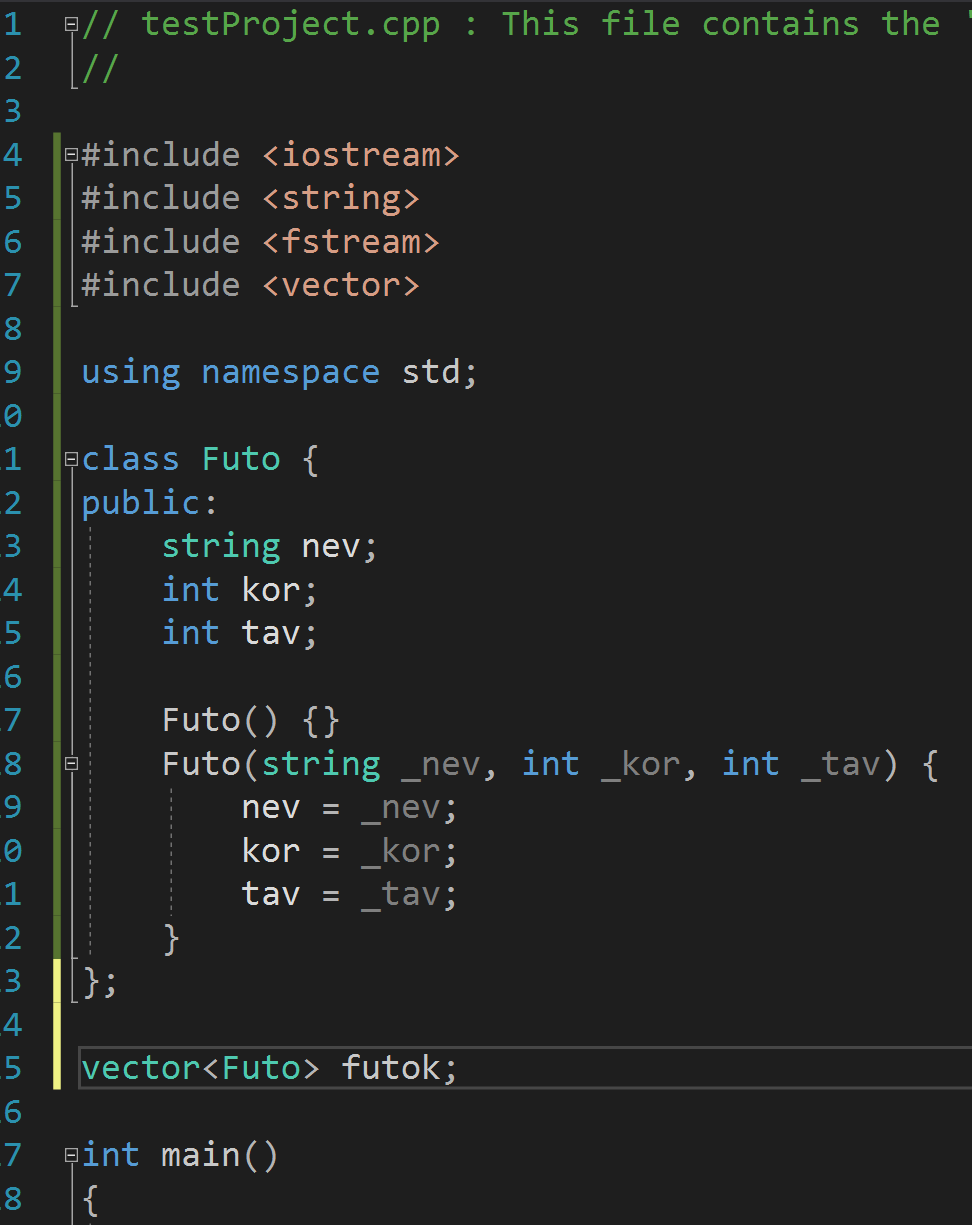 1 // testProject.cpp : This file contains the '
2 //
3
4 #include <iostream>
5 #include <string>
6 #include <fstream>
7 #include <vector>
8
9 using namespace std;
0
1 class Futo {
2 public:
3 string nev;
4 int kor;
5 int tav;
6
7 Futo() {}
8 Futo(string _nev, int _kor, int _tav) {
9 nev = _nev;
0 kor = _kor;
1 tav = _tav;
2 }
3 };
4
5 vector<Futo> futok;
6
7 int main()
8 {